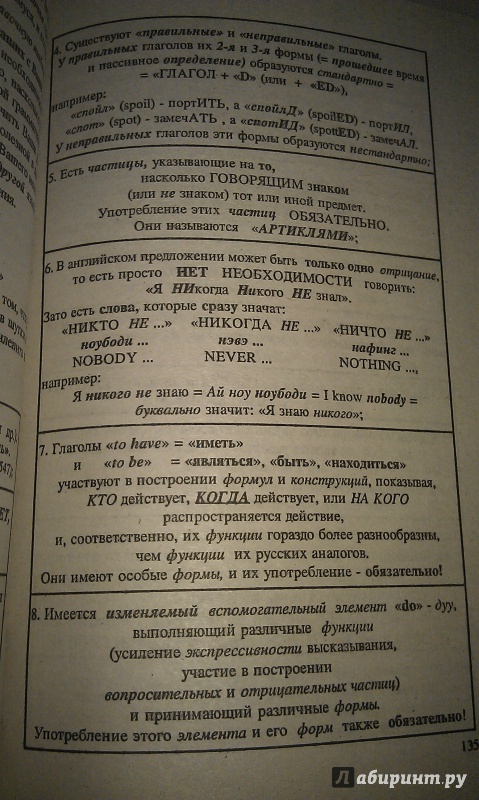 4. Существуют «правильные» и «неправильные» глаголы.
У правильных глаголов их 2-я и 3-я формы (= прошедшее время
и пассивное определение) образуются стандартно =
= «ГЛАГОЛ + «D» (или + «ED»),
например:
«спойл» (spoil) - портИТЬ, а «спойлД» (spoilED) - портИЛ,
«спот» (spot) - замечАТЬ , а «спотИД» (spottED) - замечАЛ.
У неправильных глаголов эти формы образуются нестандартно;
5. Есть частицы, указывающие на то,
насколько ГОВОРЯЩИМ знаком
(или не знаком) тот или иной предмет.
Употребление этих частиц ОБЯЗАТЕЛЬНО.
Они называются «АРТИКЛЯМИ»;
6. В английском предложении может быть только одно отрицание,
то есть просто НЕТ НЕОБХОДИМОСТИ говорить:
«Я НИкогда Никого НЕ знал».
Зато есть слова, которые сразу значат:
«НИКТО НЕ ...» «НИКОГДА НЕ ...» «НИЧТО НЕ ...»
ноубоди ... нэвэ ... нафинг ...
NOBODY ... NEVER ... NOTHING ...,
например:
Я никого не знаю = Ай ноу ноубоди = I know nobody =
буквально значит: «Я знаю никого»;
7. Глаголы «to have» = «иметь»
и «to be» = «являться», «быть», «находиться»
участвуют в построении формул и конструкций, показывая,
КТО действует, КОГДА действует, или НА КОГО
распространяется действие,
и, соответственно, их функции гораздо более разнообразны,
чем функции их русских аналогов.
Они имеют особые формы, и их употребление - обязательно!
8. Имеется изменяемый вспомогательный элемент «do» - дуу,
выполняющий различные функции
(усиление экспрессивности высказывания,
участие в построении
вопросительных и отрицательных частиц)
и принимающий различные формы.
Употребление этого элемента и его форм также обязательно!
135
Лабиринт.ру